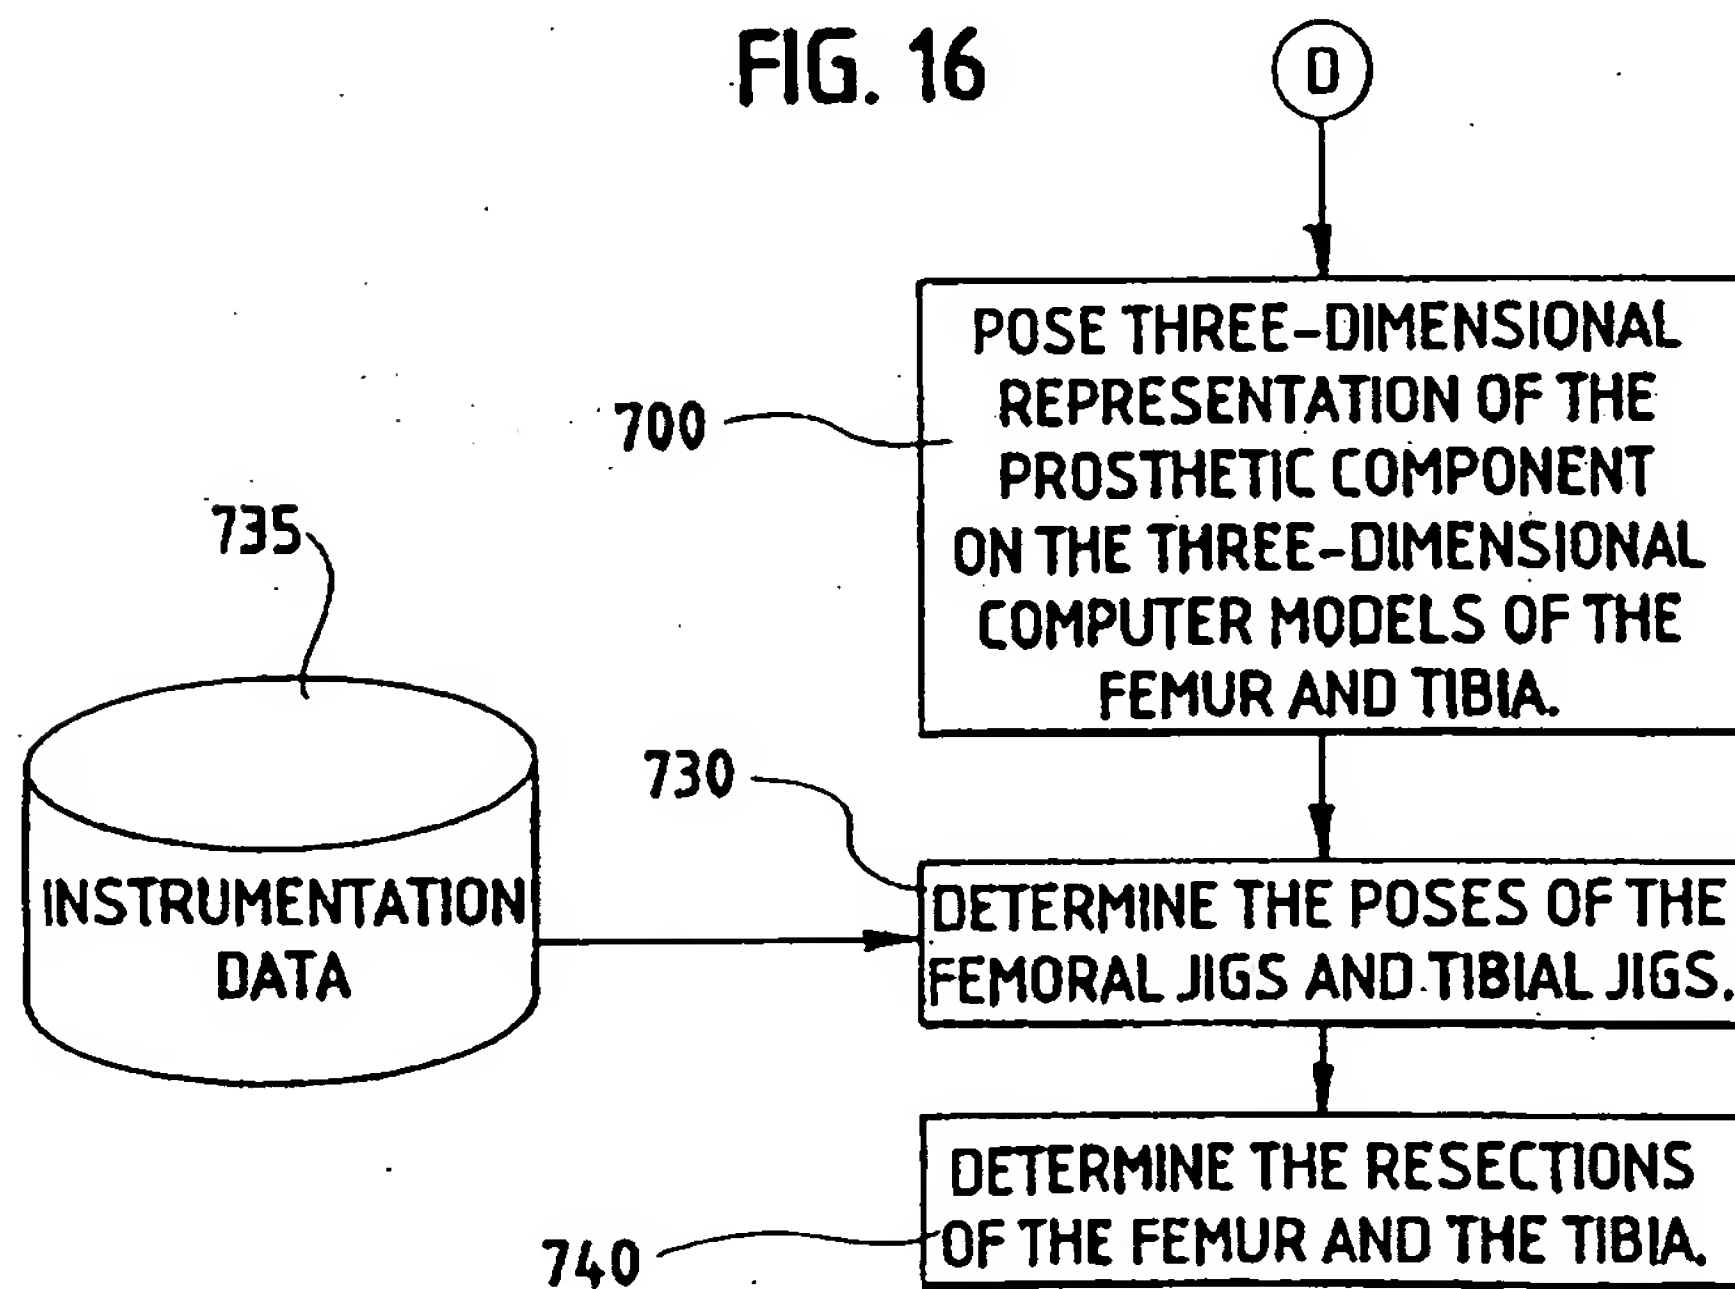 FIG. 16
D
POSE THREE-DIMENSIONAL
REPRESENTATION OF THE
PROSTHETIC COMPONENT
ON THE THREE-DIMENSIONAL
COMPUTER MODELS OF THE
FEMUR AND TIBIA.
700
735
730
INSTRUMENTATION
DATA
DETERMINE THE POSES OF THE
FEMORAL JIGS AND TIBIAL JIGS.
DETERMINE THE RESECTIONS
OF THE FEMUR AND THE TIBIA.
740